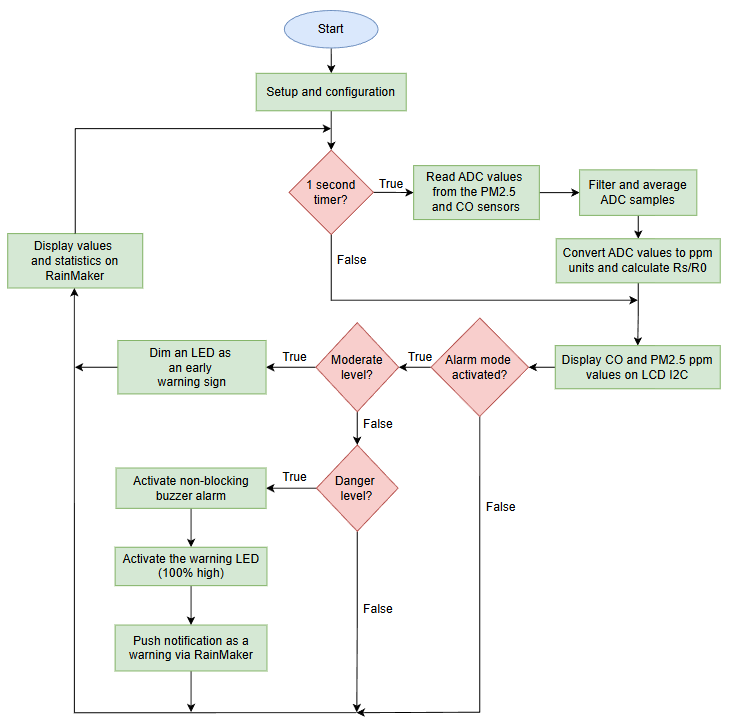 Start
Setup and configuration
1 second
timer?
True
Read ADC values
from the PM2.5
and CO sensors
Filter and average
ADC samples
False
Convert ADC values to ppm
units and calculate Rs/R0
Display values
and statistics on
RainMaker
Display CO and PM2.5 ppm
values on LCD I2C
Alarm mode
activated?
True
Moderate
level?
True
Dim an LED as
an early
warning sign
False
False
Danger
level?
True
Activate non-blocking
buzzer alarm
Activate the warning LED
(100% high)
False
Push notification as a
warning via RainMaker